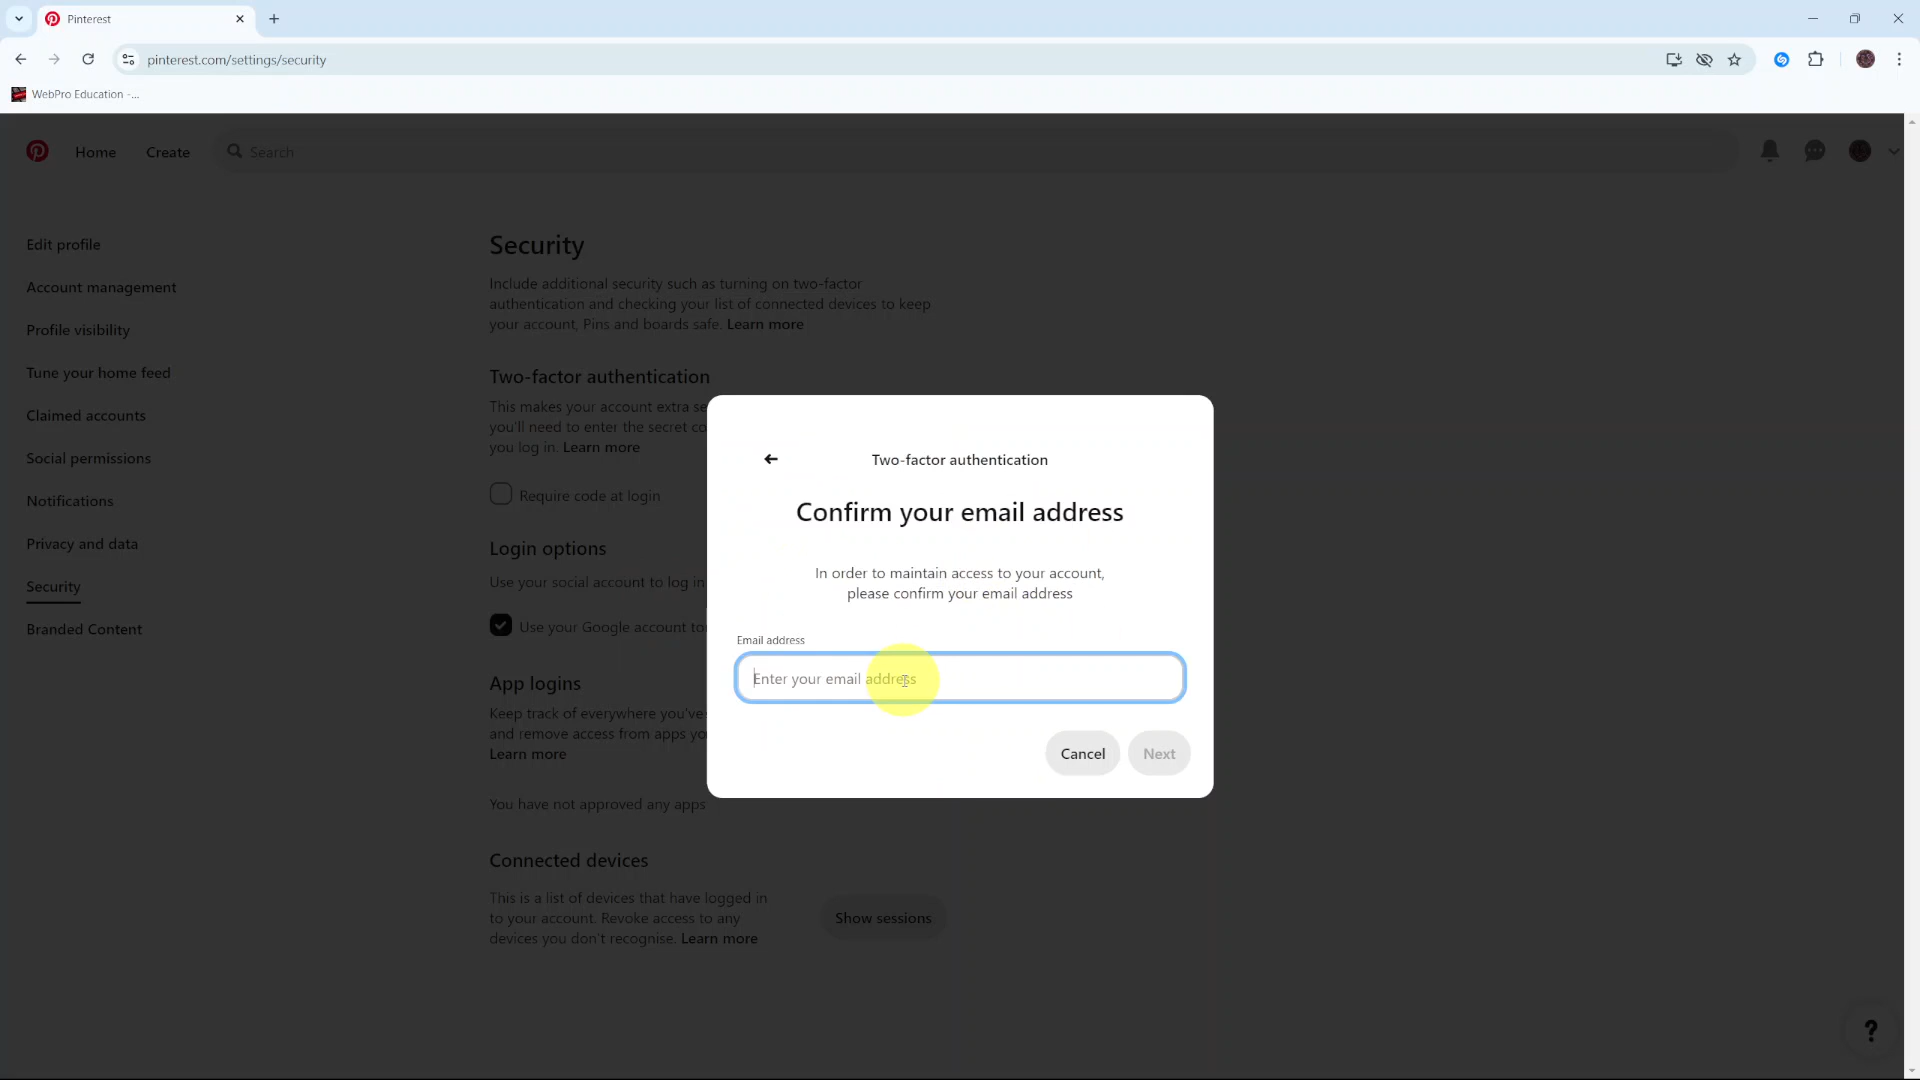 Pinterest
pinterest.com/settings/security
WebPro Education -...
Home
Create
Search
Edit profile
Account management
Profile visibility
Tune your home feed
Claimed accounts
Social permissions
Notifications
Privacy and data
Security
Branded Content
Security
Include additional security such as turning on two-factor
authentication and checking your list of connected devices to keep
your account, Pins and boards safe. Learn more
Two-factor authentication
This makes your account extra se
you'll need to enter the secret co
you log in. Learn more
Require code at login
Login options
Use your social account to log in
Use your Google account to
App logins
Keep track of everywhere you've
and remove access from apps yo
Learn more
You have not approved any apps
Connected devices
This is a list of devices that have logged in
to your account. Revoke access to any
devices you don't recognise. Learn more
Show sessions
Two-factor authentication
Confirm your email address
In order to maintain access to your account,
please confirm your email address
Email address
Enter your email address
Cancel
Next
?